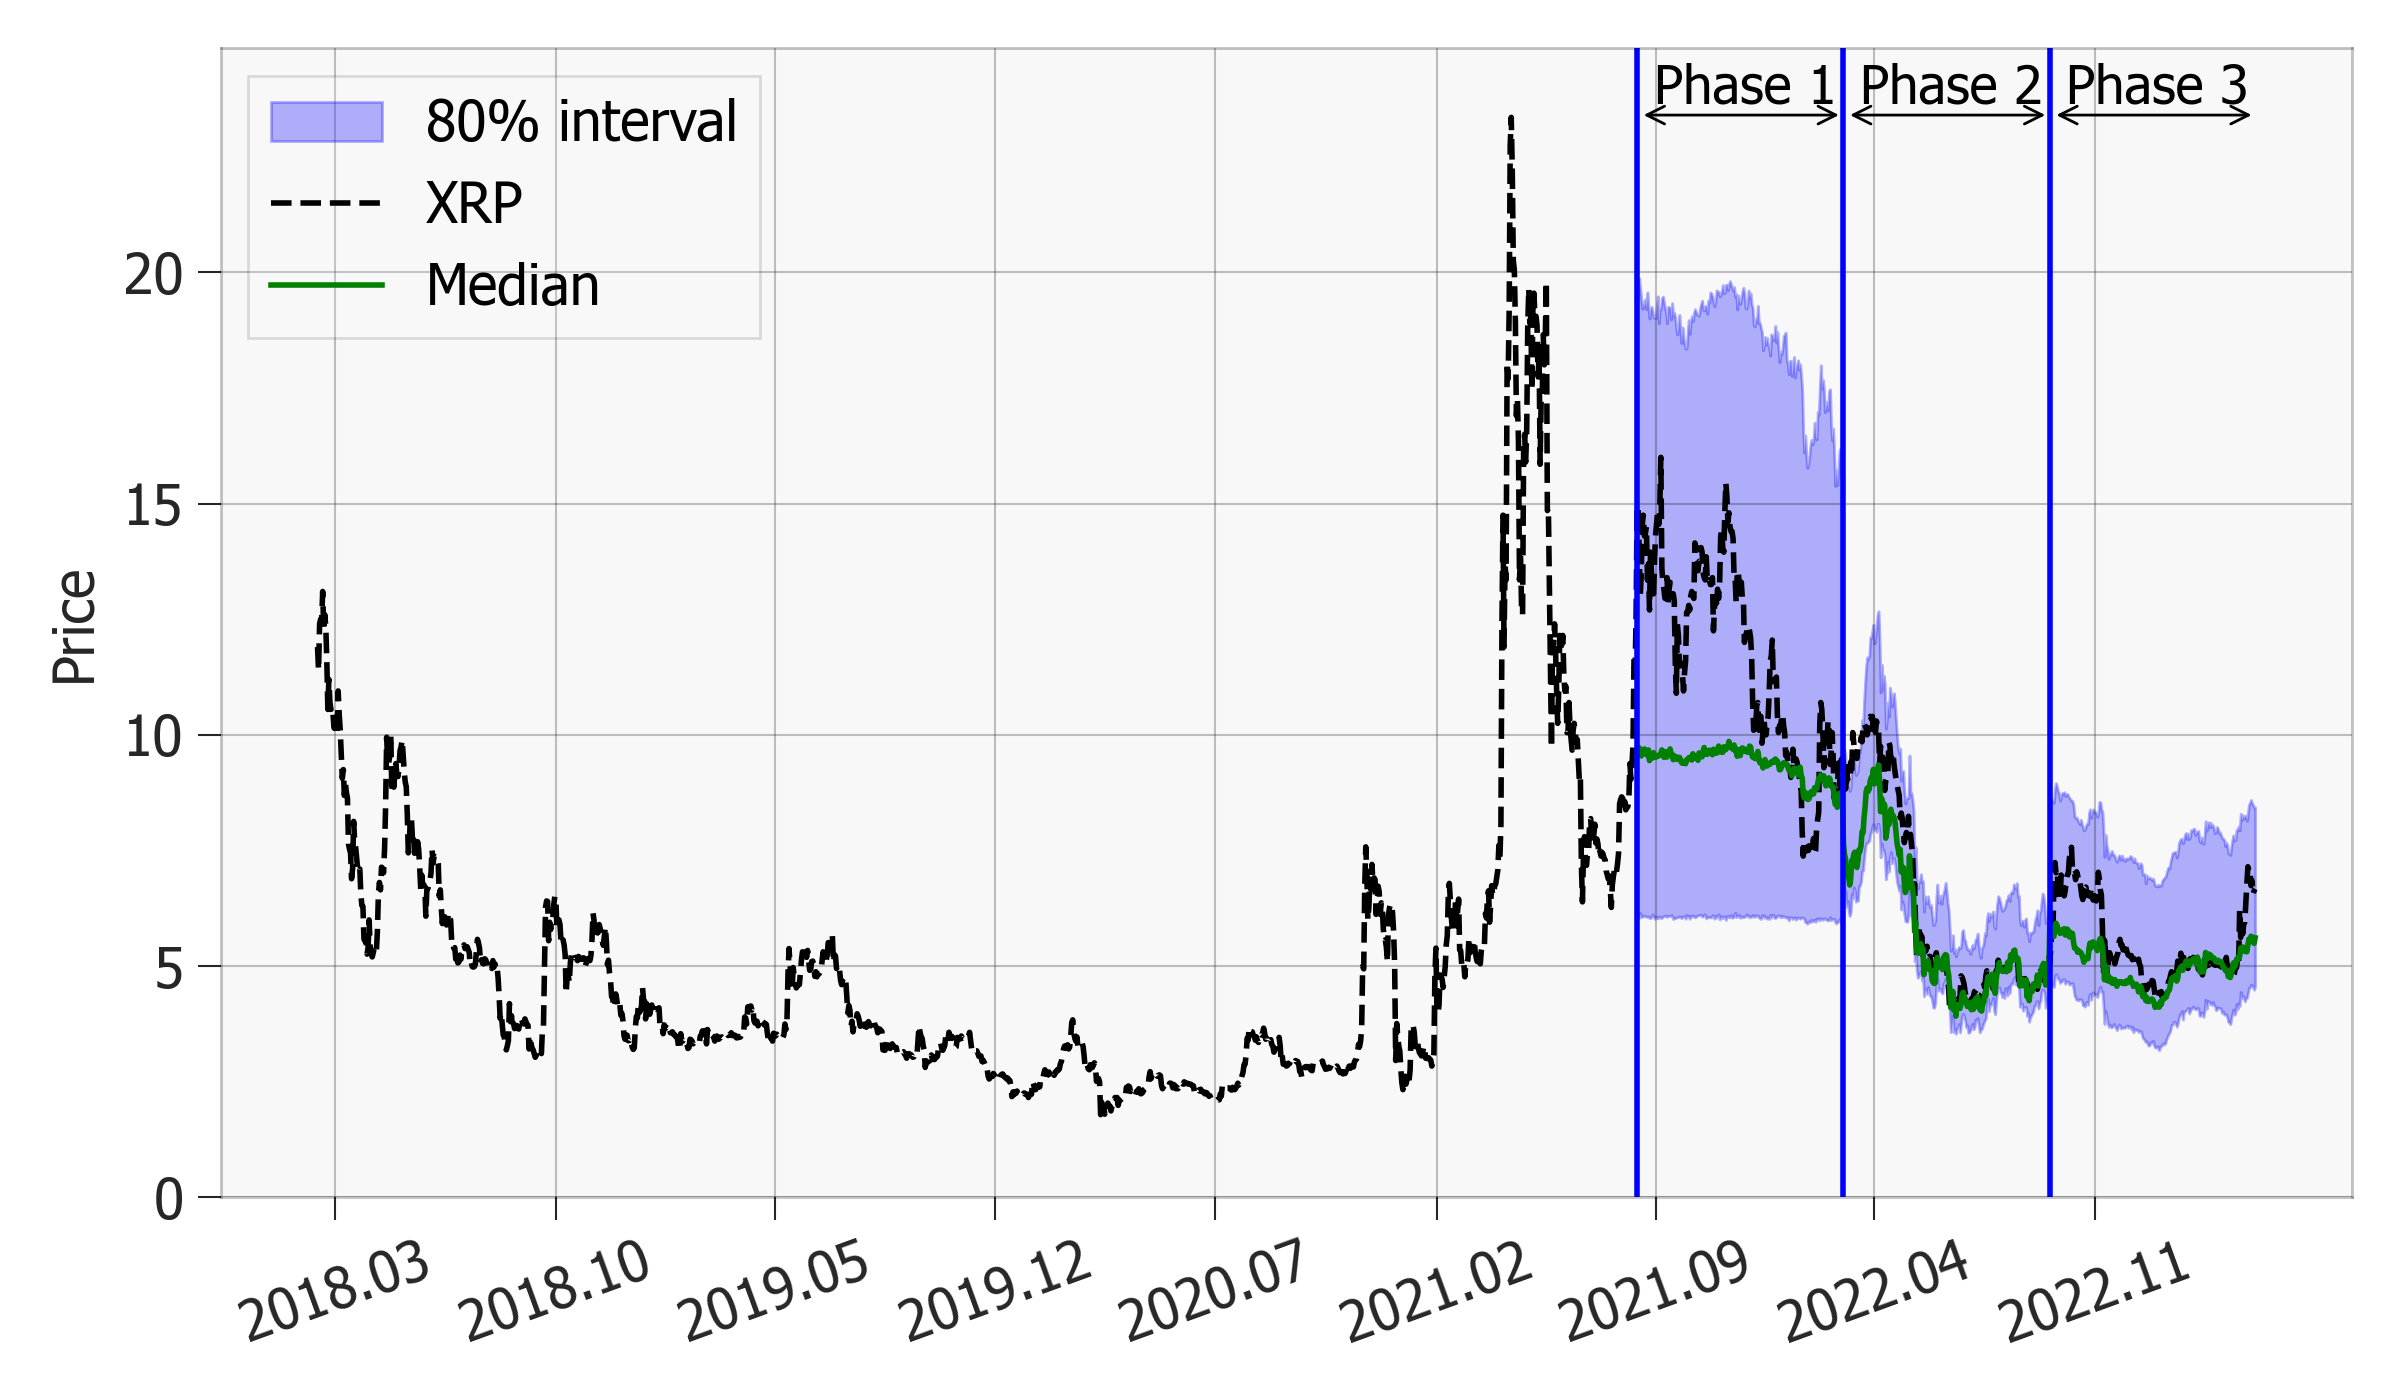 Phase 1
Phase 2
Phase 3
80% interval
XRP
Median
Price
20
15
10
5
0
2018.03
2018.10
2019.05
2019.12
2020.07
2021.02
2021.09
2022.04
2022.11